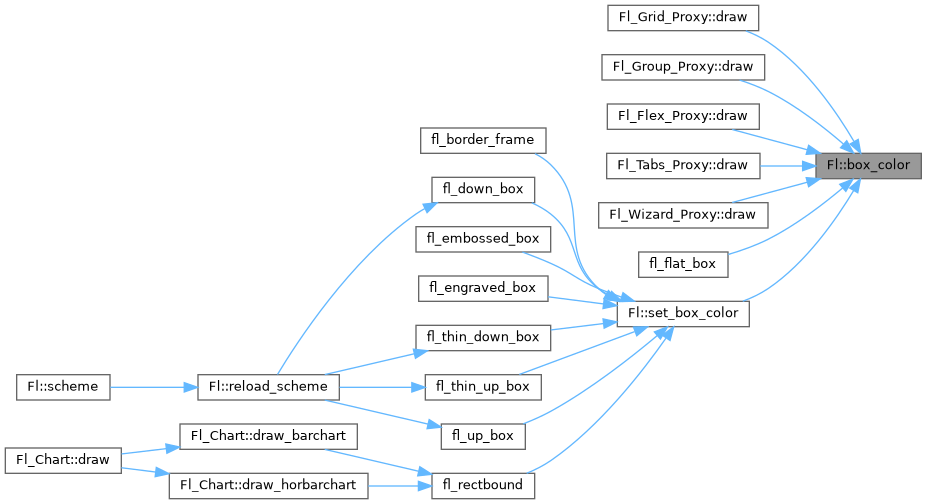 Fl_Grid_Proxy::draw
Fl_Group_Proxy::draw
Fl_Flex_Proxy::draw
fl_border_frame
Fl_Tabs_Proxy::draw
Fl::box_color
fl_down_box
Fl_Wizard_Proxy::draw
fl_embossed_box
fl_flat_box
fl_engraved_box
Fl::set_box_color
fl_thin_down_box
Fl::scheme
Fl::reload_scheme
fl_thin_up_box
Fl_Chart::draw_barchart
fl_up_box
Fl_Chart::draw
Fl_Chart::draw_horbarchart
fl_rectbound